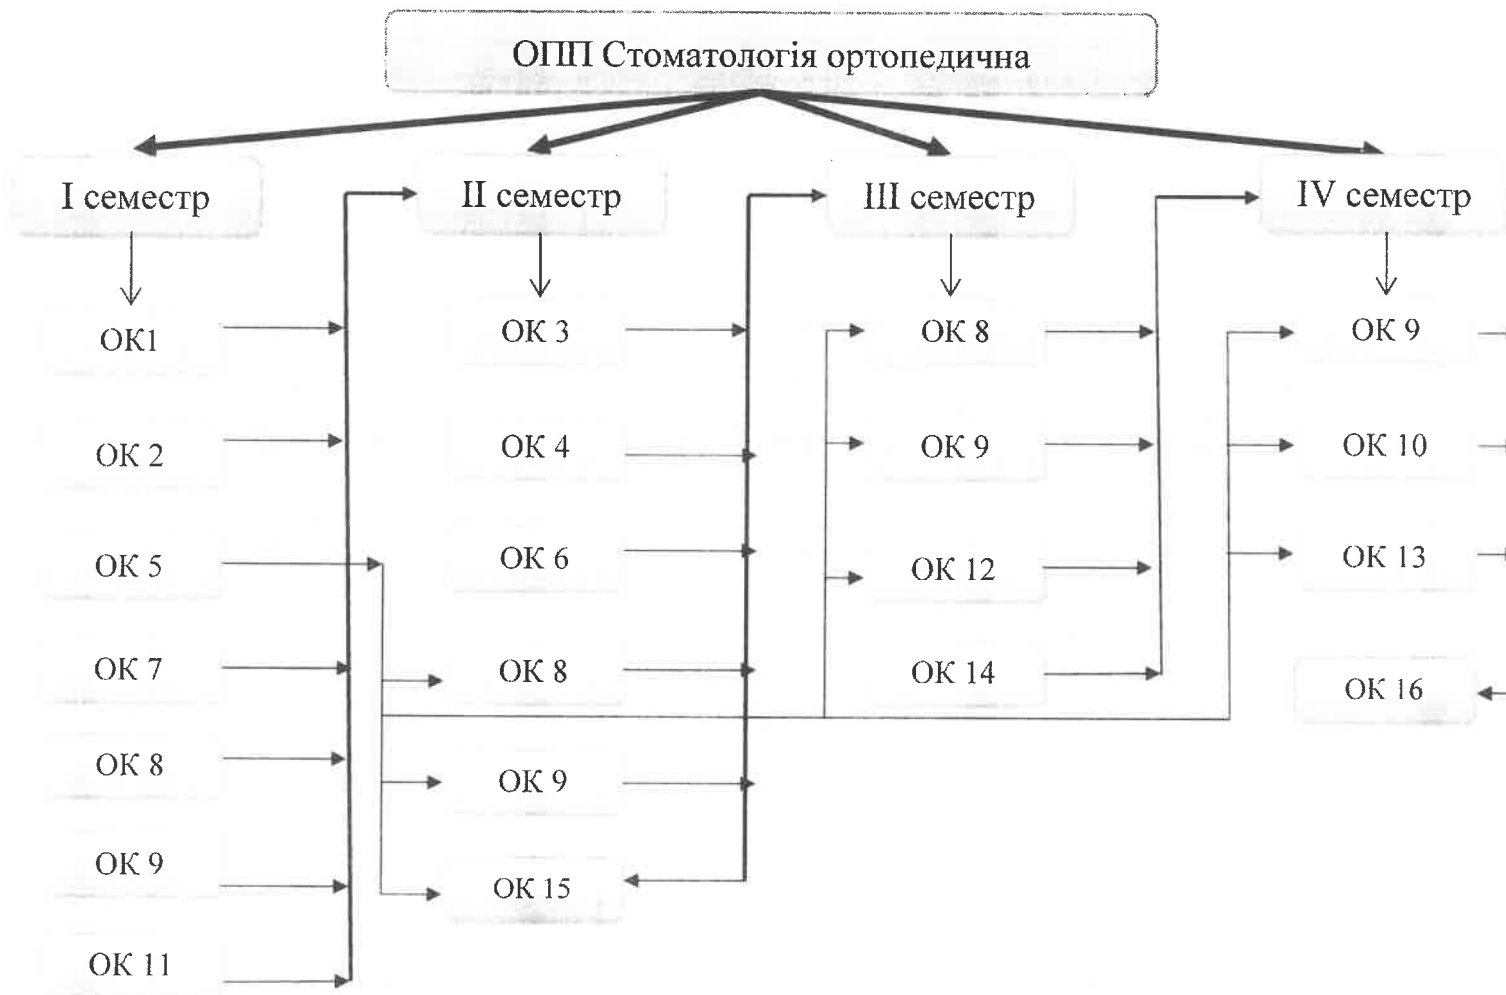 ОПП Стоматологія ортопедична
I семестр
II семестр
III семестр
IV семестр
ОК1
ОК 2
ОК 5
ОК 7
ОК 8
ОК 9
ОК 11
ОК 3
ОК 4
ОК 6
ОК 8
ОК 9
ОК 15
ОК 8
ОК 9
ОК 12
ОК 14
ОК 9
ОК 10
ОК 13
ОК 16